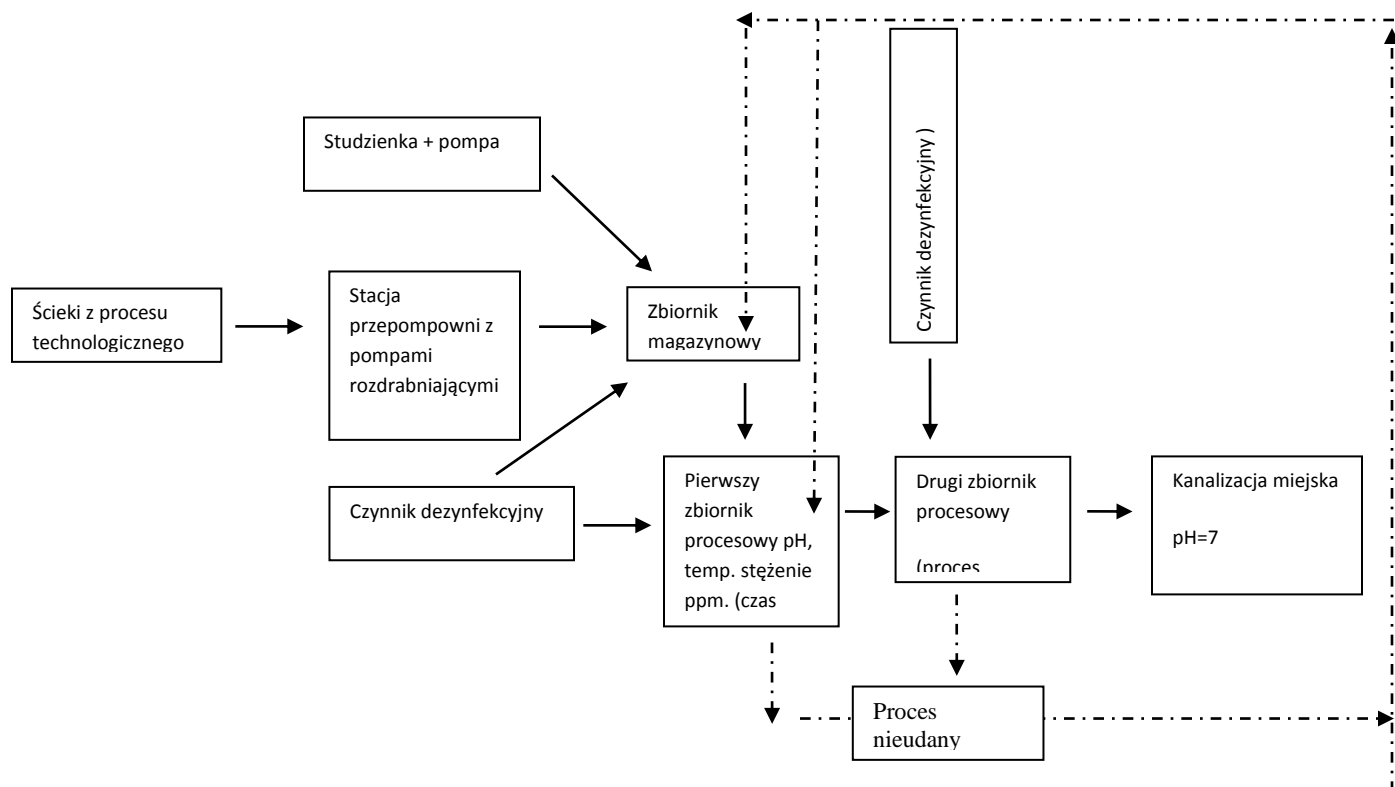 Czynnik dezynfekcyjny )
Studzienka + pompa
Ścieki z procesu
technologicznego
Stacja
przepompowni z
pompami
rozdrabniającymi
Zbiornik
magazynowy
Czynnik dezynfekcyjny
Pierwszy
zbiornik
procesowy pH,
temp. stężenie
ppm. (czas
Drugi zbiornik
procesowy
(proces
Kanalizacja miejska
pH=7
Proces
nieudany